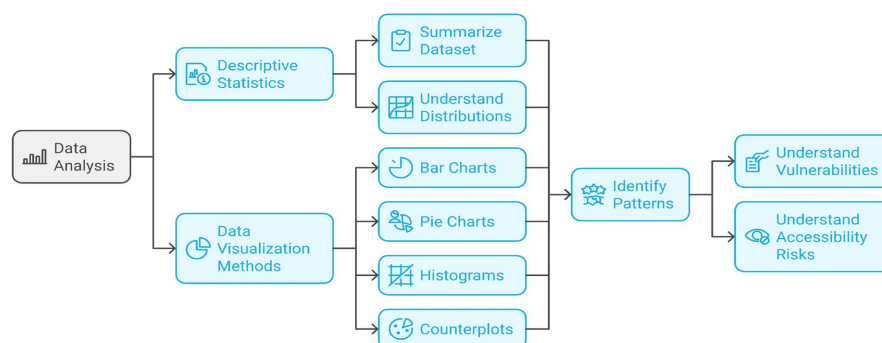 Data
Analysis
Descriptive
Statistics
Data
Visualization
Methods
Summarize
Dataset
Understand
Distributions
Bar Charts
Pie Charts
Histograms
Counterplots
Identify
Patterns
Understand
Vulnerabilities
Understand
Accessibility
Risks